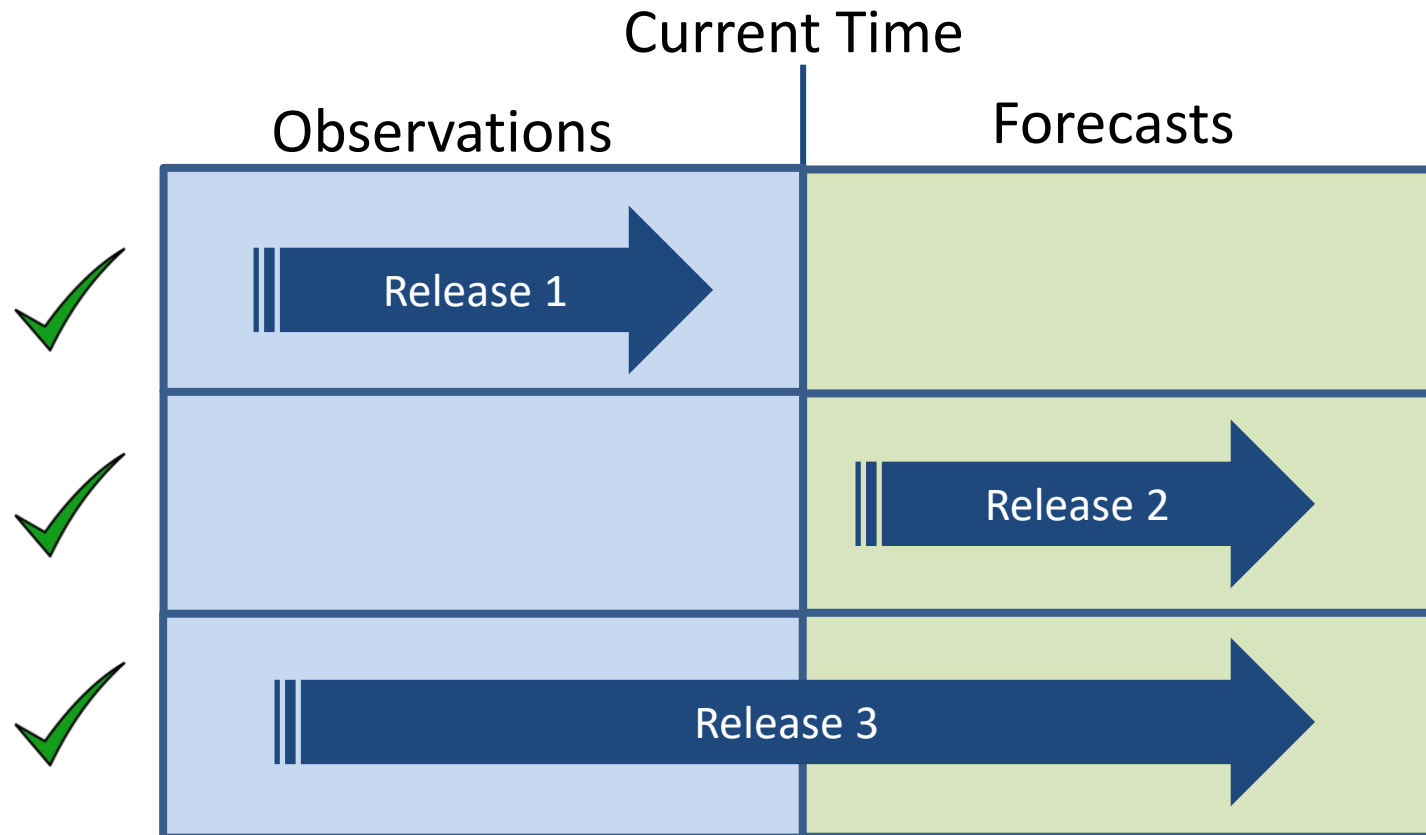 Current Time
Observations
Forecasts
Release 1
Release 2
Release 3